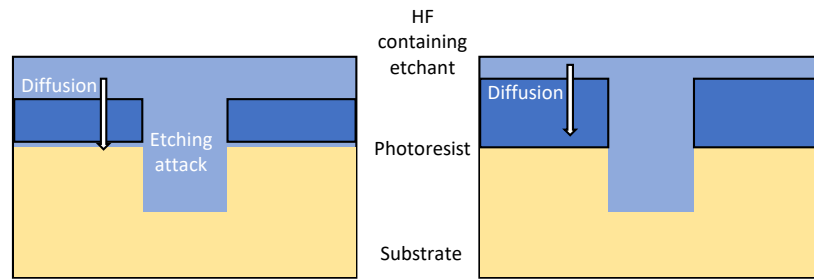 HF
containing
etchant
Diffusion
Etching
attack
Photoresist
Substrate
Diffusion